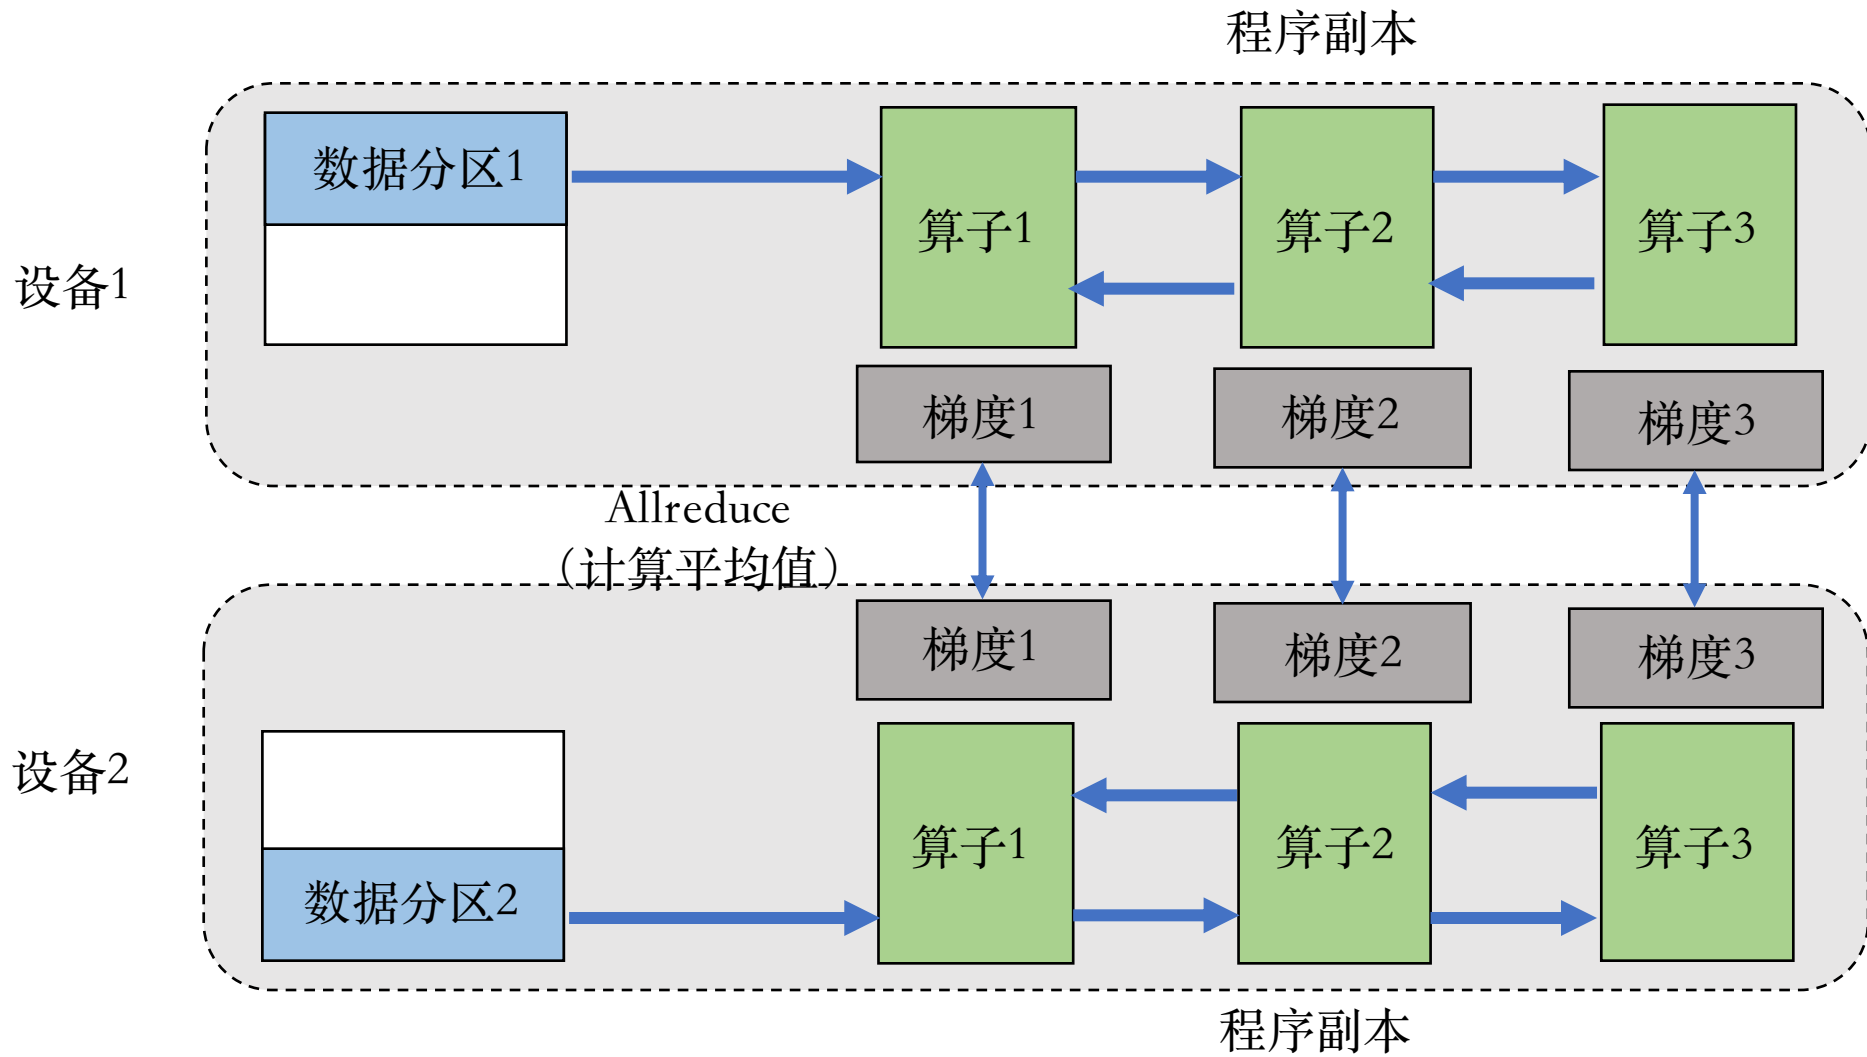 程序副本
数据分区1
算子1
算子2
算子3
设备1
梯度1
梯度2
梯度3
Allreduce
（计算平均值）
梯度1
梯度2
梯度3
设备2
算子1
算子2
算子3
数据分区2
程序副本